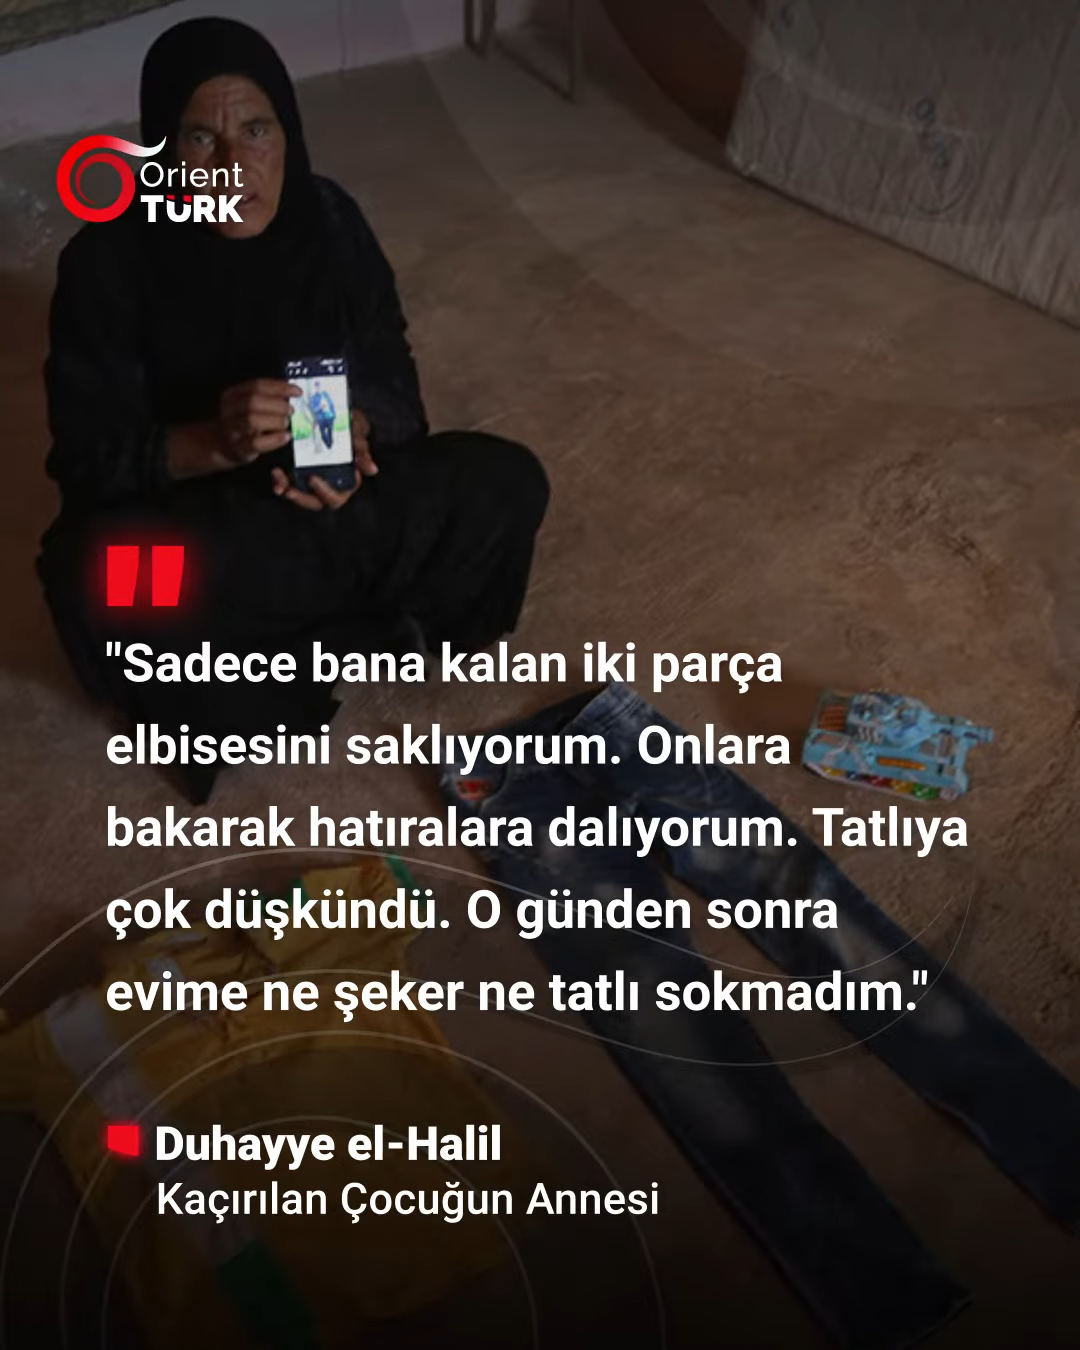 Orient
TÜRK
"Sadece bana kalan iki parça
elbisesini saklıyorum. Onlara
bakarak hatıralara dalıyorum. Tatlıya
çok düşkündü. O günden sonra
evime ne şeker ne tatlı sokmadım."
Duhayye el-Halil
Kaçırılan Çocuğun Annesi